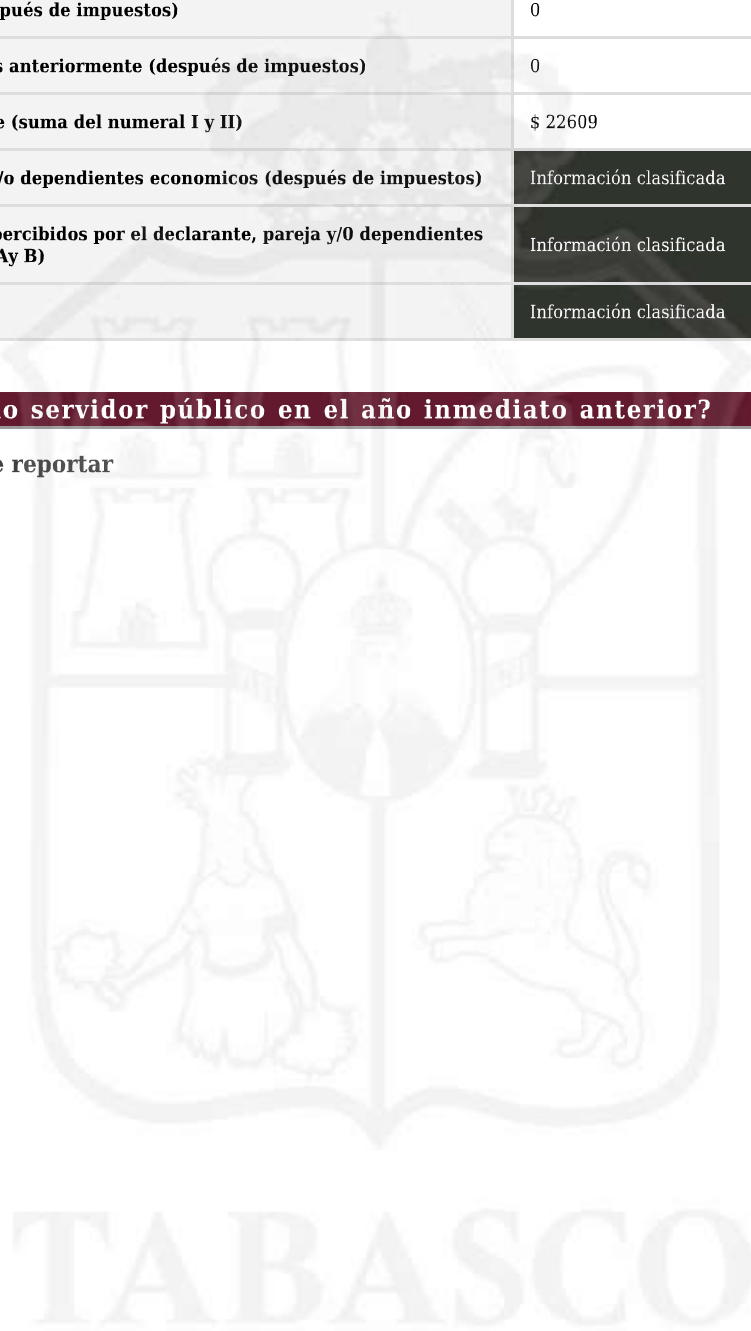 pués de impuestos)
0
s anteriormente (después de impuestos)
0
e (suma del numeral I y II)
$ 22609
/o dependientes economicos (después de impuestos)
Información clasificada
percibidos por el declarante, pareja y/0 dependientes
Ay B)
Información clasificada
Información clasificada
o servidor público en el año inmediato anterior?
e reportar
TABASCO